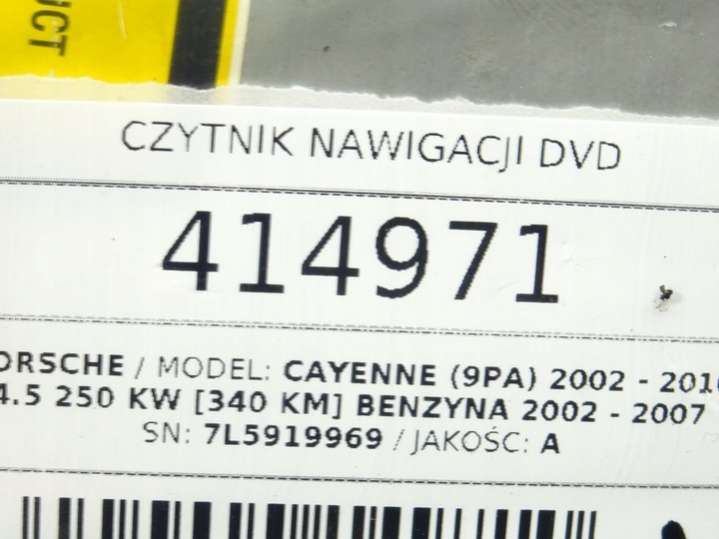 UCT
CZYTNIK NAWIGACJI DVD
414971
ORSCHE / MODEL: CAYENNE (9PA) 2002 - 201
4.5 250 KW [340 KM] BENZYNA 2002 - 2007
SN: 7L5919969 / JAKOŚC: A